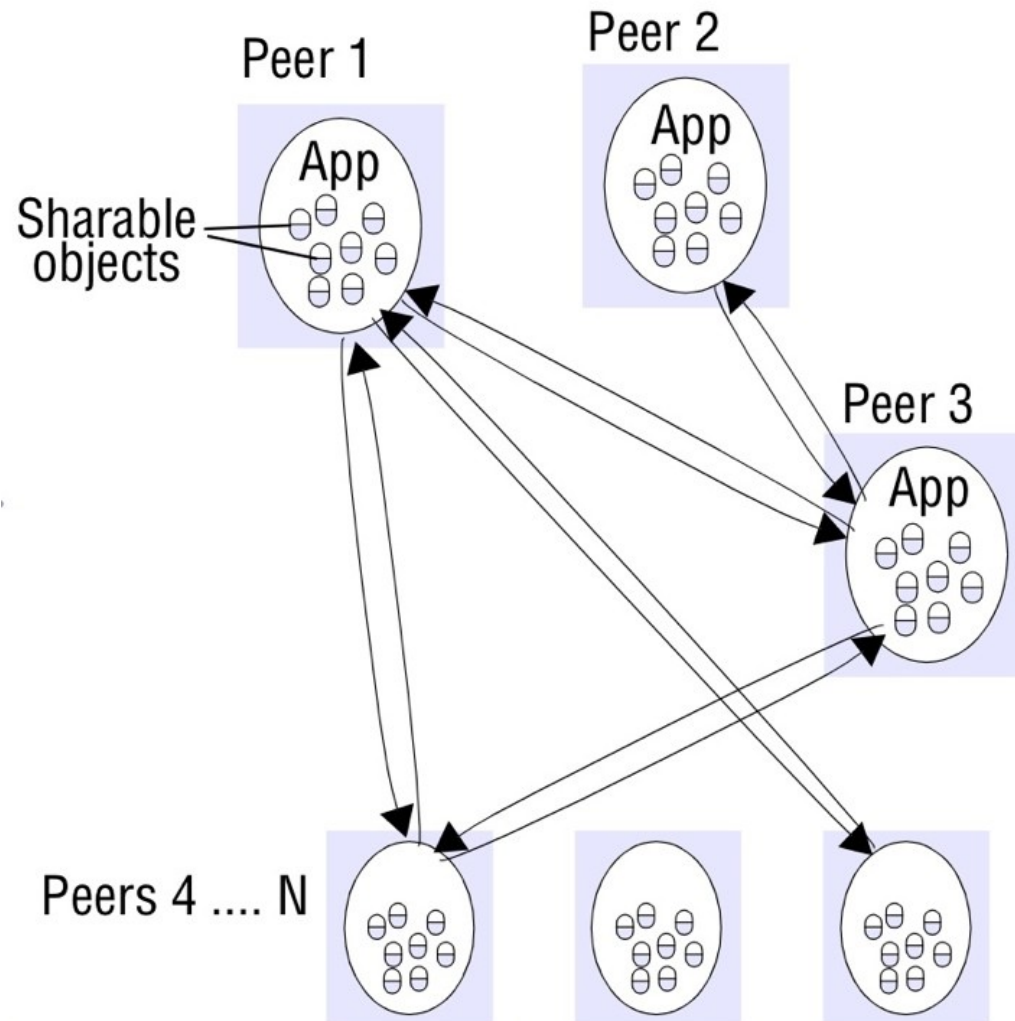 Peer 1
Peer 2
App
App
Sharable
objects
Peer 3
App
Peers 4 .... N